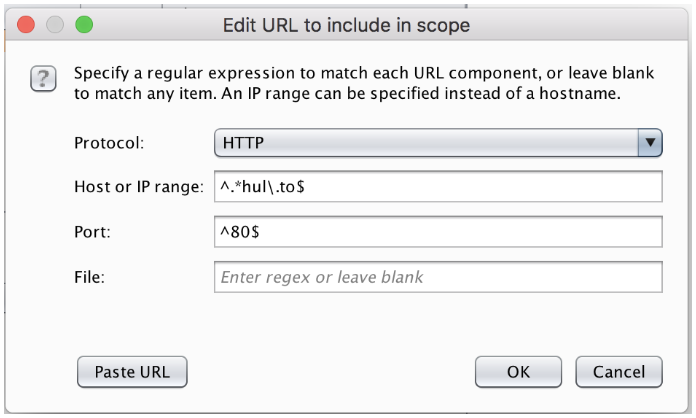 Edit URL to include in scope
?
Specify a regular expression to match each URL component, or leave blank
to match any item. An IP range can be specified instead of a hostname.
Protocol: HTTP
Host or IP range: ^.*hul\.to$
Port: ^80$
File: Enter regex or leave blank
Paste URL OK Cancel